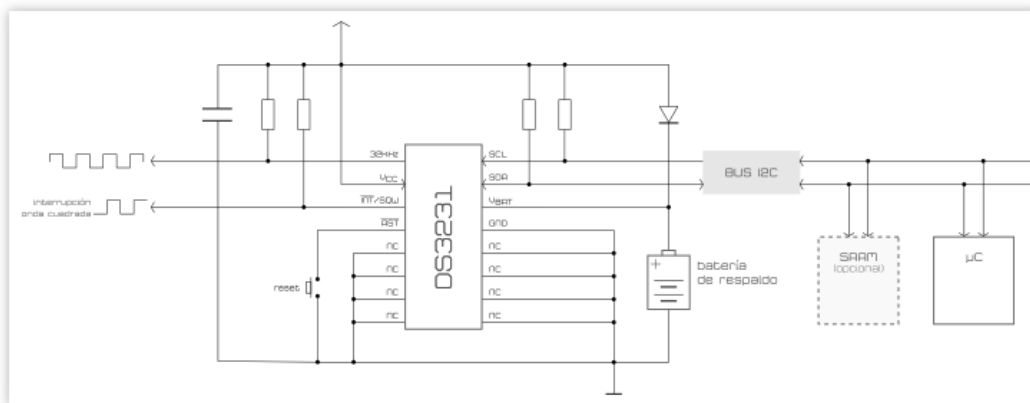 32KHz
VCC
INT/SQW
RST
NC
NC
NC
NC
DS3231
SCL
SDA
VBAT
GND
NC
NC
NC
NC
interrupción
onda cuadrada
reset
+
batería
de respaldo
BUS I2C
SRAM
(opcional)
µC